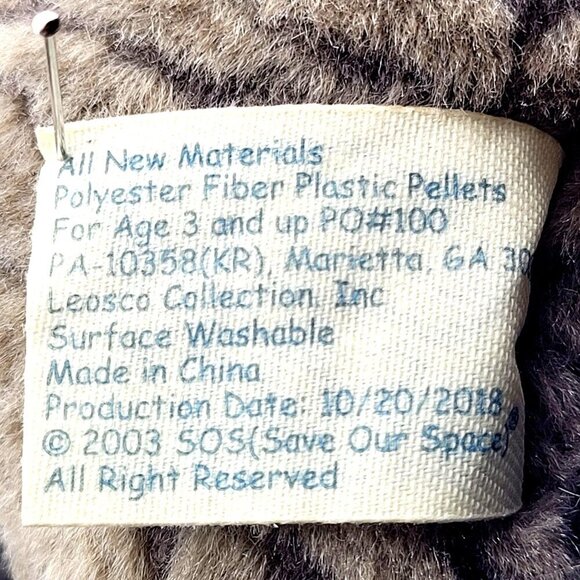 All New Materials
Polyester Fiber Plastic Pellets
For Age 3 and up PO#100
PA-10358(KR), Marietta, GA 30
Leosco Collection, Inc
Surface Washable
Made in China
Production Date: 10/20/2018
© 2003 SOS(Save Our Space)®
All Right Reserved